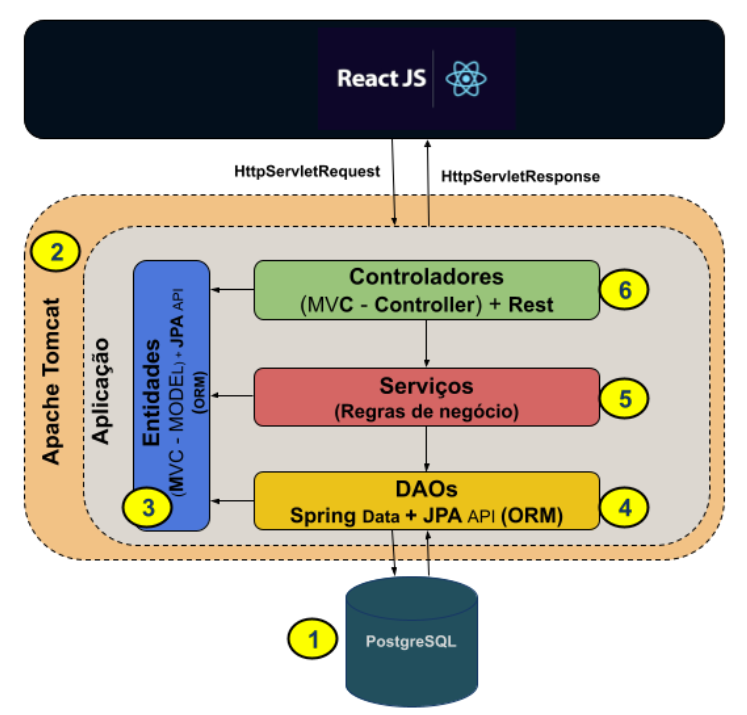 React JS
HttpServletRequest
HttpServletResponse
2
Apache Tomcat
Aplicação
Entidades
(MVC - MODEL) + JPA API
(ORM)
3
Controladores
(MVC - Controller) + Rest
6
Serviços
(Regras de negócio)
5
DAOs
Spring Data + JPA API (ORM)
4
1
PostgreSQL